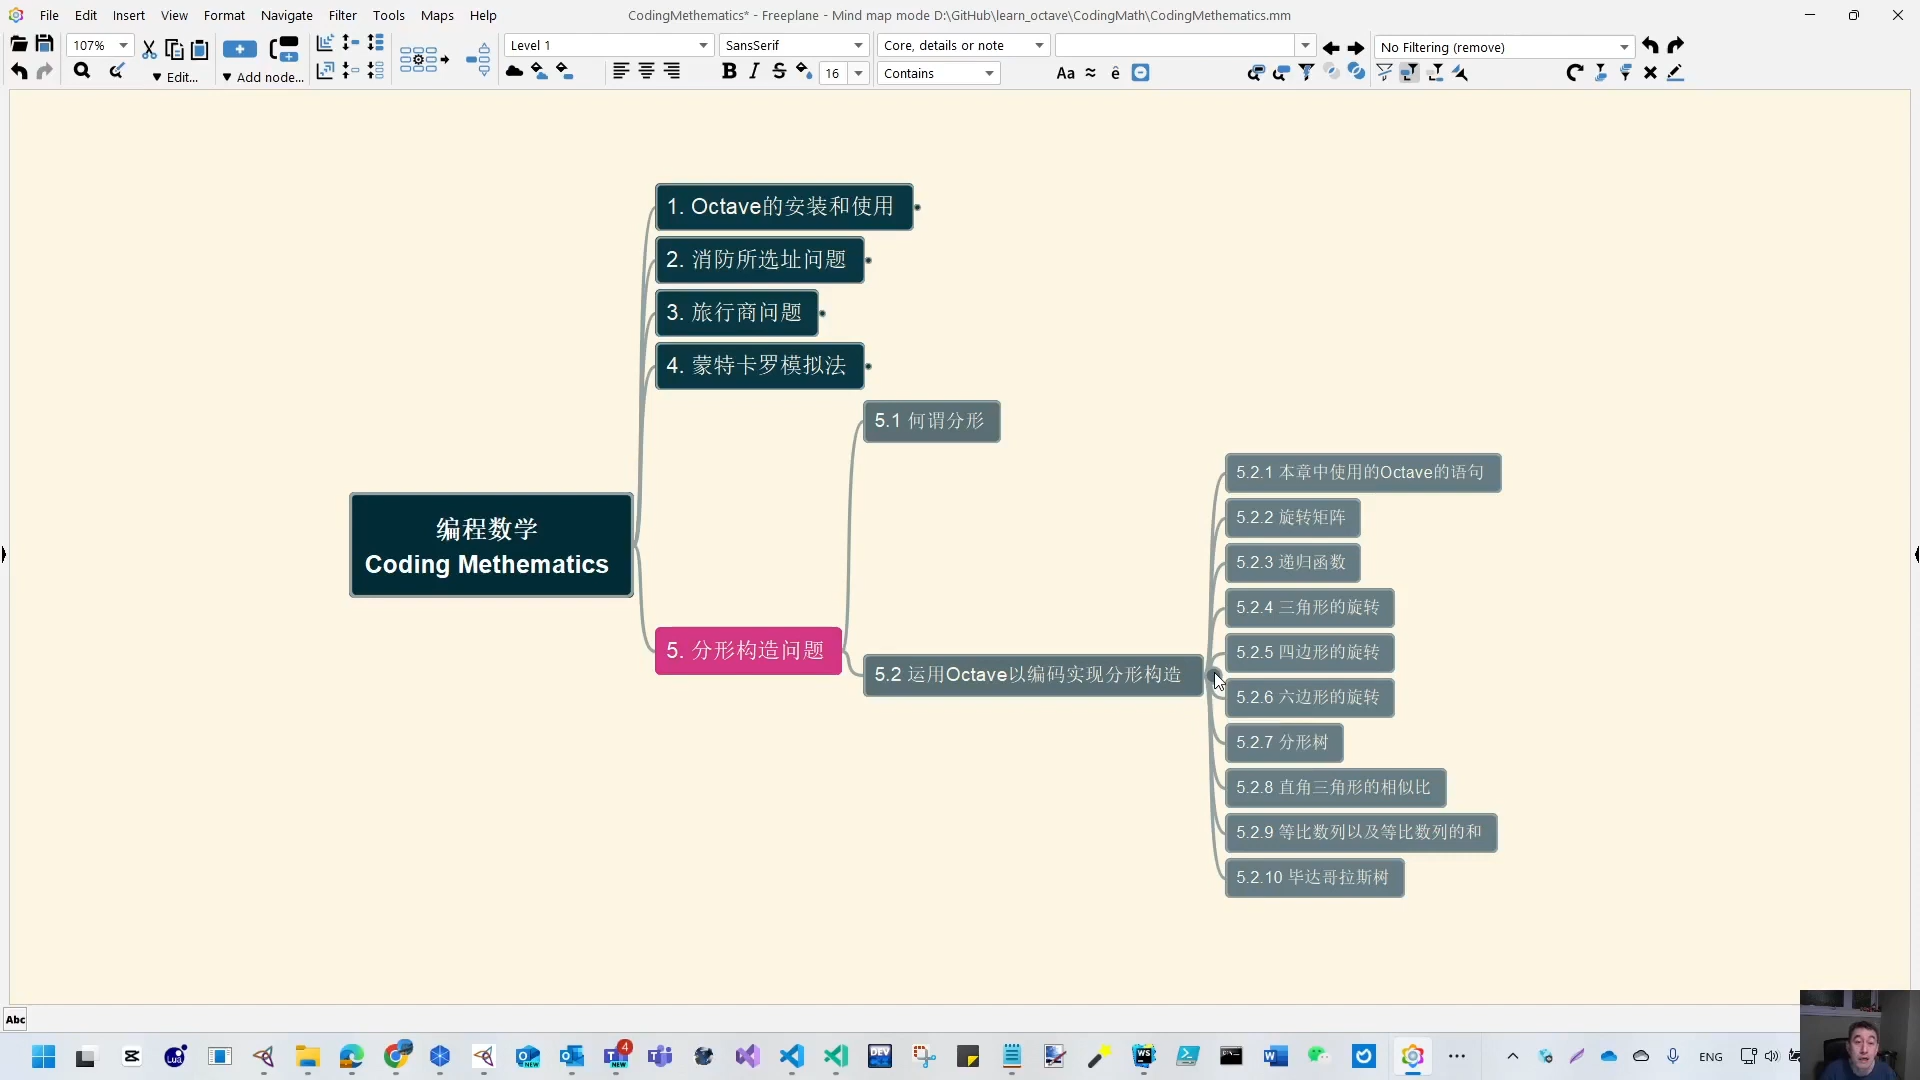 File Edit Insert View Format Navigate Filter Tools Maps Help
CodingMethematics* - Freeplane - Mind map mode D:\GitHub\learn_octave\CodingMath\CodingMethematics.mm
107%
Level 1
SansSerif
Core, details or note
No Filtering (remove)
▼ Edit...
▼ Add node...
B I S
16
Contains
Aa ≈ ê
1. Octave的安装和使用
2. 消防所选址问题
3. 旅行商问题
4. 蒙特卡罗模拟法
5.1 何谓分形
编程数学
Coding Methematics
5. 分形构造问题
5.2 运用Octave以编码实现分形构造
5.2.1 本章中使用的Octave的语句
5.2.2 旋转矩阵
5.2.3 递归函数
5.2.4 三角形的旋转
5.2.5 四边形的旋转
5.2.6 六边形的旋转
5.2.7 分形树
5.2.8 直角三角形的相似比
5.2.9 等比数列以及等比数列的和
5.2.10 毕达哥拉斯树
Abc
Lua
NEW
4
NEW
DEV
WS
ENG